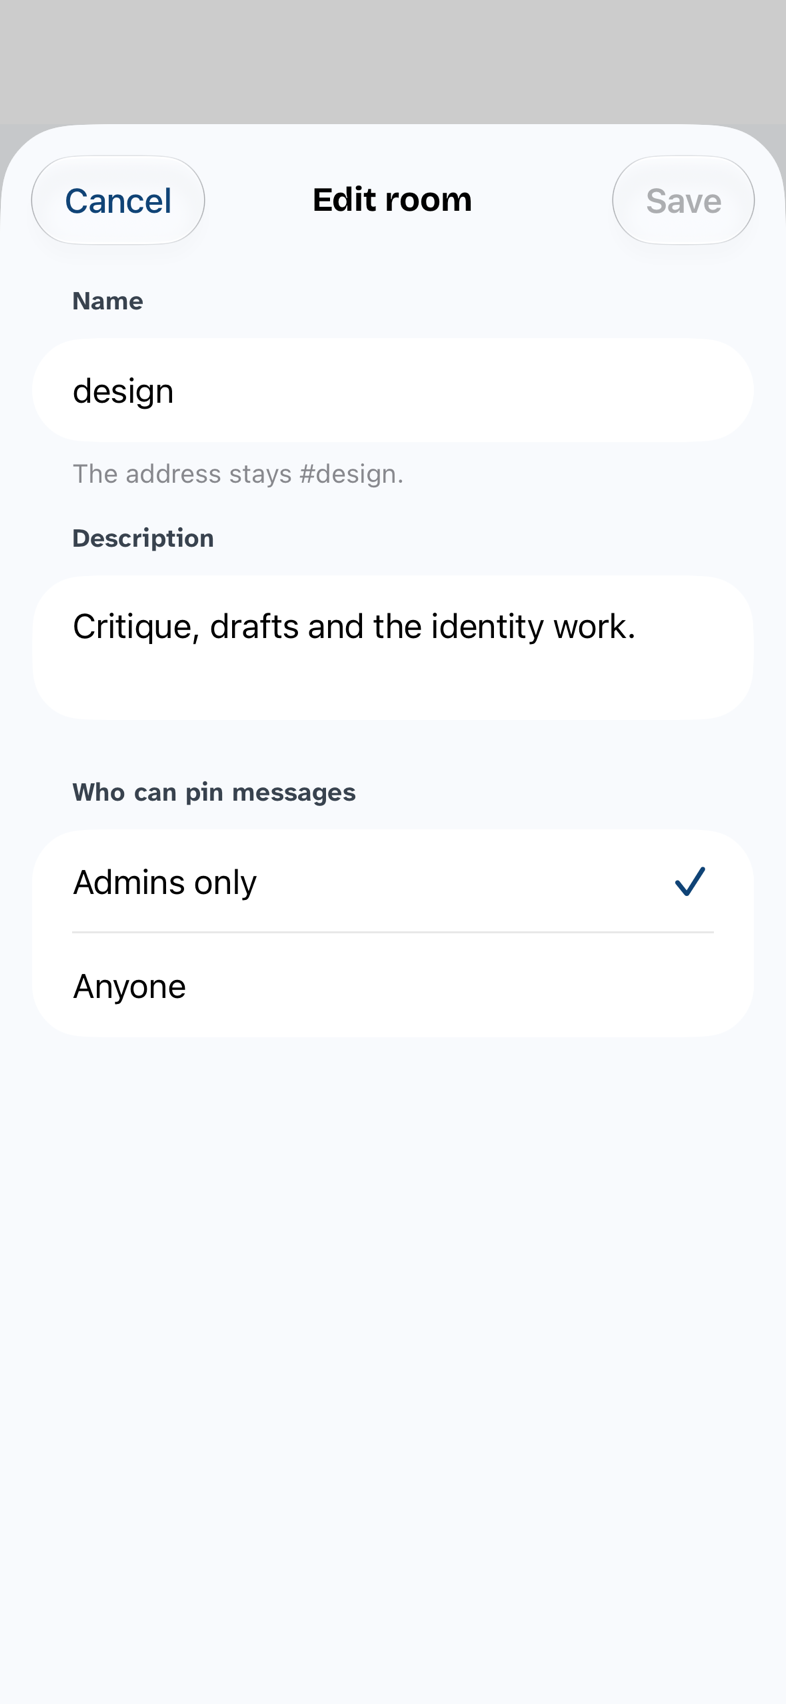 Cancel
Edit room
Save
Name
design
The address stays #design.
Description
Critique, drafts and the identity work.
Who can pin messages
Admins only
Anyone